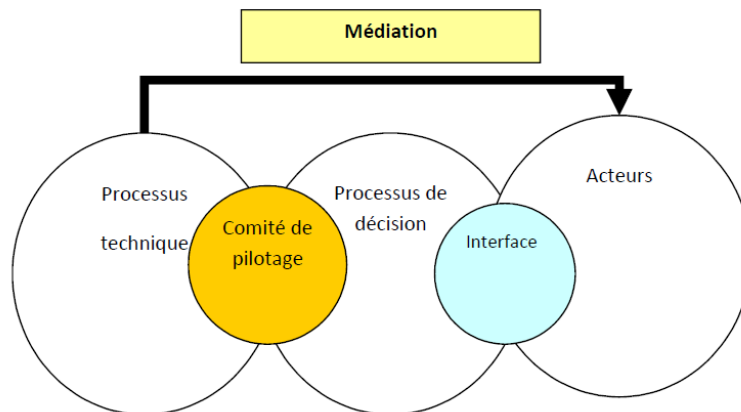 Médiation
Processus
technique
Comité de
pilotage
Processus de
décision
Interface
Acteurs